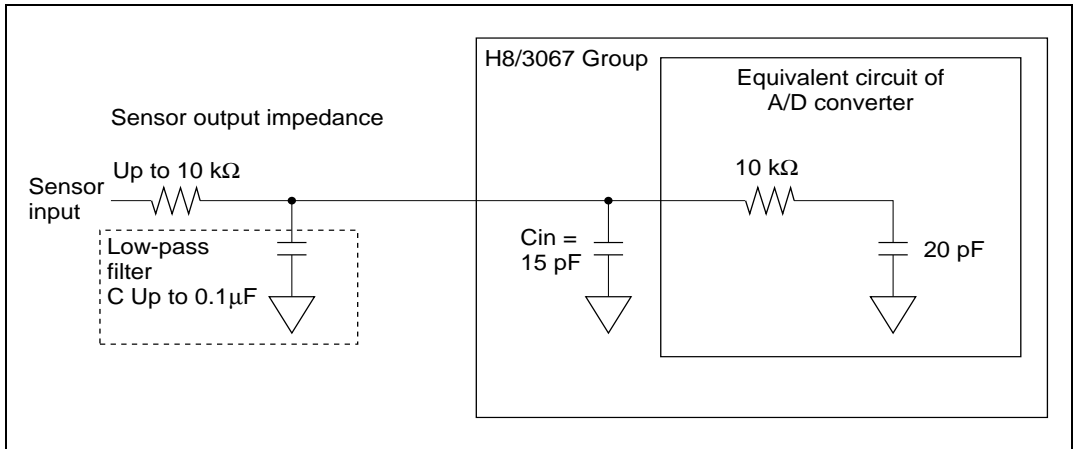 H8/3067 Group
Equivalent circuit of
A/D converter
Sensor output impedance
Up to 10 kΩ
10 kΩ
Sensor
input
Low-pass
filter
C Up to 0.1µF
Cin =
15 pF
20 pF